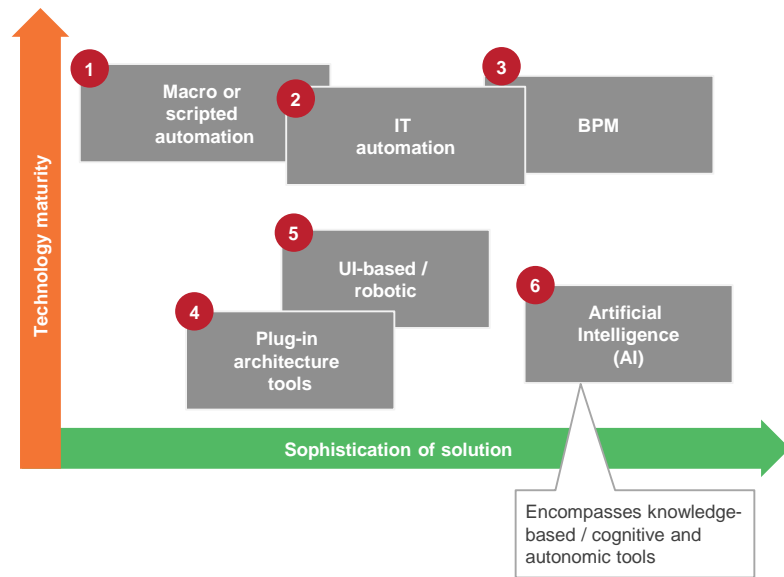 1
Macro or
scripted
automation
2
IT
automation
3
BPM
5
UI-based /
robotic
4
Plug-in
architecture
tools
6
Artificial
Intelligence
(AI)
Technology maturity
Sophistication of solution
Encompasses knowledge-
based / cognitive and
autonomic tools